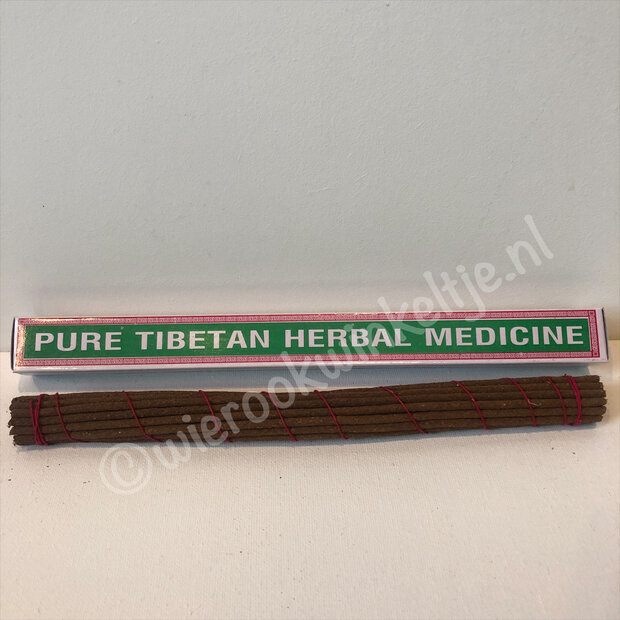 PURE TIBETAN HERBAL MEDICINE
©wierookwinkeltje.nl